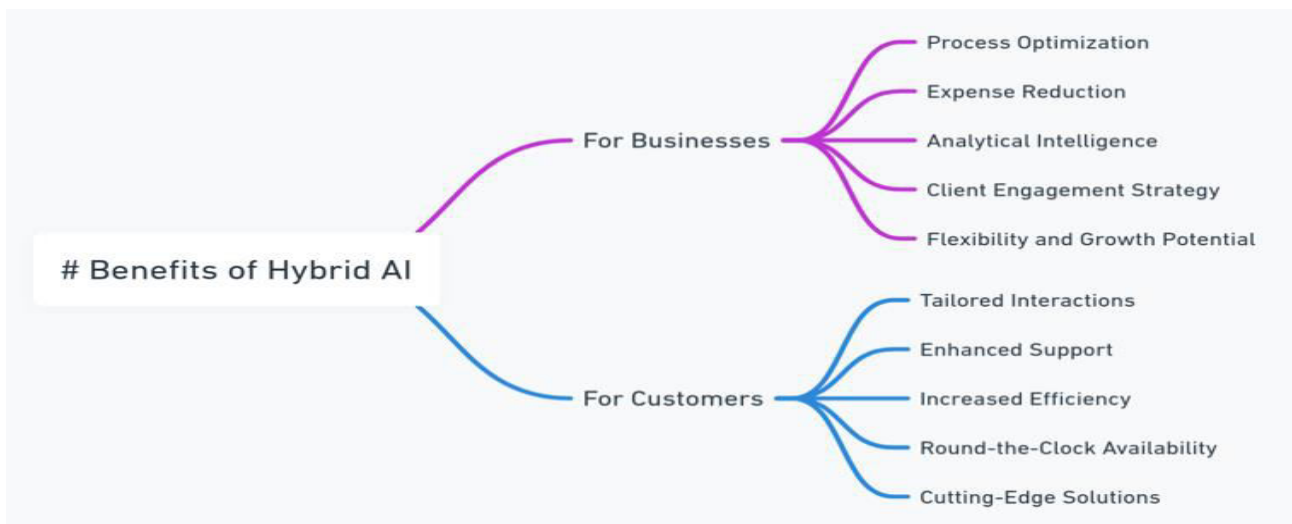 # Benefits of Hybrid AI
For Businesses
Process Optimization
Expense Reduction
Analytical Intelligence
Client Engagement Strategy
Flexibility and Growth Potential
For Customers
Tailored Interactions
Enhanced Support
Increased Efficiency
Round-the-Clock Availability
Cutting-Edge Solutions